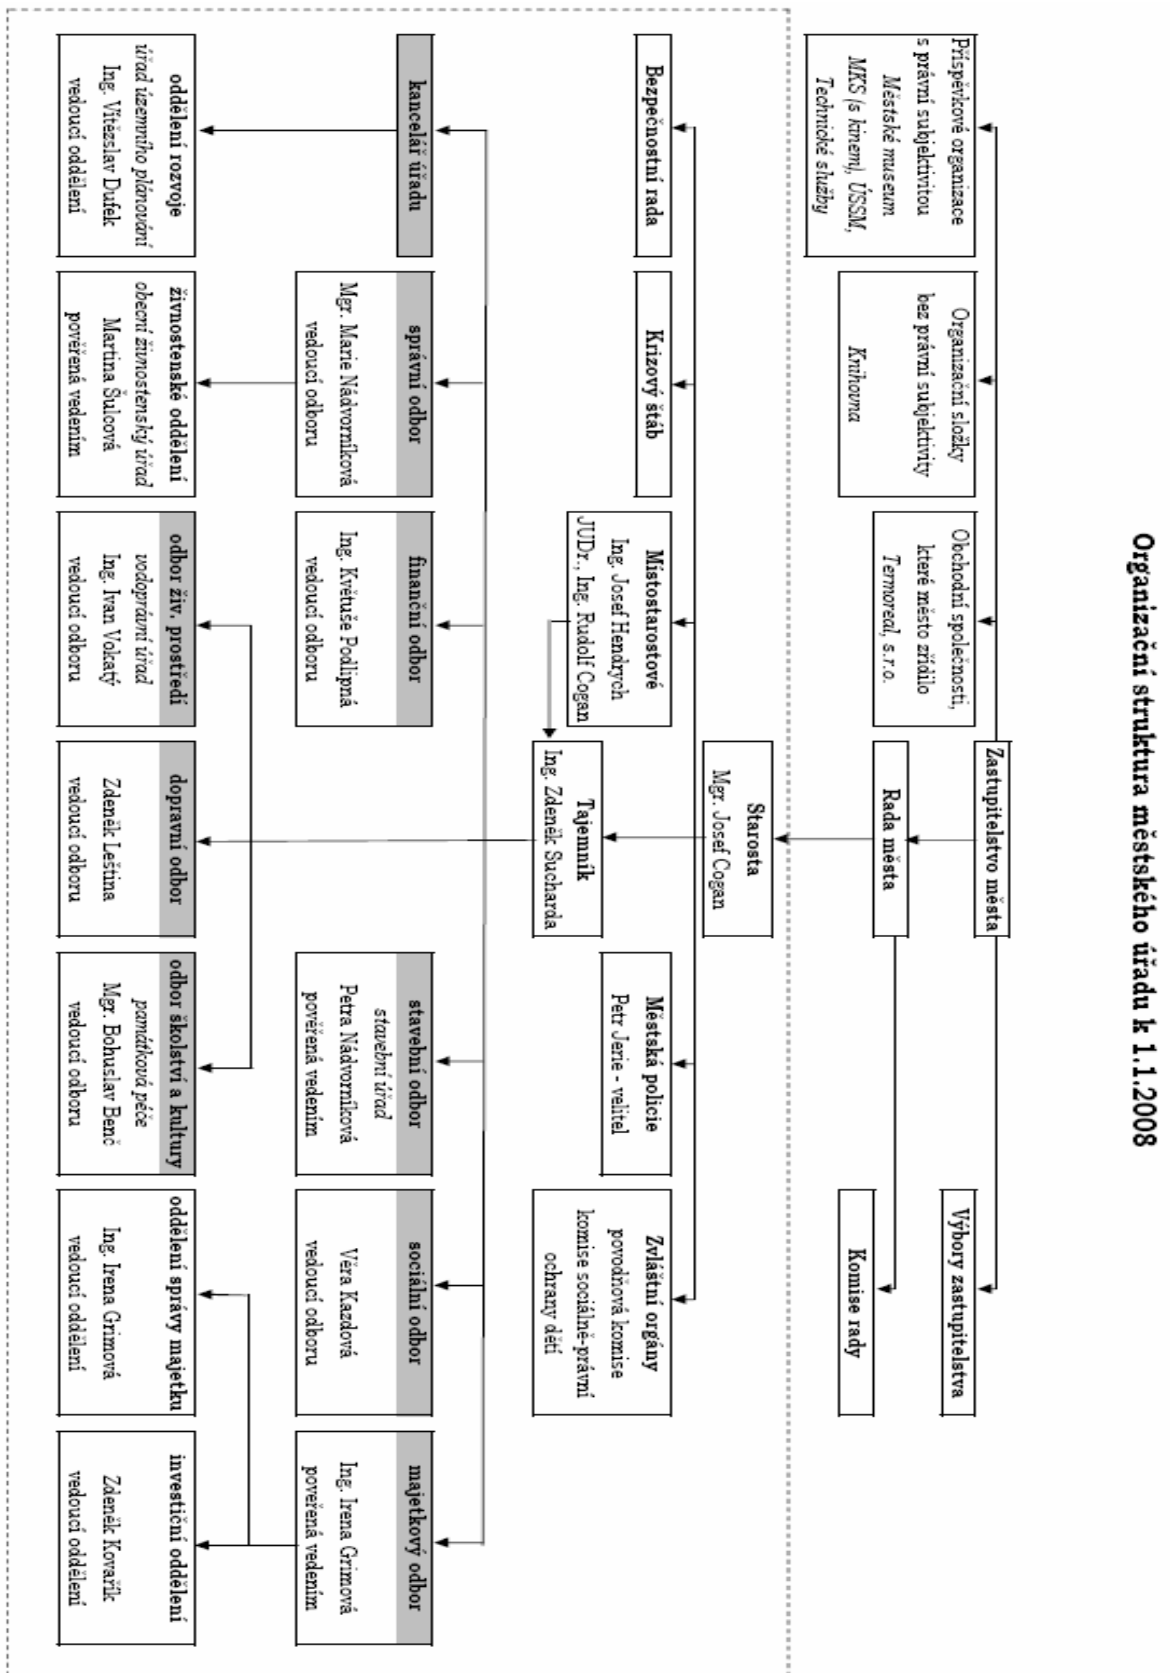 Organizační struktura městského úřadu k 1.1.2008
Zastupitelstvo města
Příspěvkové organizace
s právní subjektivitou
Městské museum
MKS (s kinem), ÚSSM,
Technické služby
Organizační složky
bez právní subjektivity
Knihovna
Obchodní společnosti,
které město zřídilo
Termoreal, s.r.o.
Rada města
Výbory zastupitelstva
Komise rady
Starosta
Mgr. Josef Cogan
Bezpečnostní rada
Krizový štáb
Místostarostové
Ing. Josef Hendrych
JUDr., Ing. Rudolf Cogan
Tajemník
Ing. Zdeněk Sucharda
Městská policie
Petr Jerie - velitel
Zvláštní orgány
povodňová komise
komise sociálně-právní
ochrany dětí
kancelář úřadu
správní odbor
Mgr. Marie Nádvorníková
vedoucí odboru
finanční odbor
Ing. Květuše Podlipná
vedoucí odboru
stavební odbor
stavební úřad
Petra Nádvorníková
pověřená vedením
sociální odbor
Věra Kazdová
vedoucí odboru
majetkový odbor
Ing. Irena Grimová
pověřená vedením
oddělení rozvoje
úřad územního plánování
Ing. Vítězslav Dufek
vedoucí oddělení
živnostenské oddělení
obecní živnostenský úřad
Martina Šulcová
pověřená vedením
odbor živ. prostředí
vodoprávní úřad
Ing. Ivan Vokatý
vedoucí odboru
dopravní odbor
Zdeněk Leština
vedoucí odboru
odbor školství a kultury
památková péče
Mgr. Bohuslav Benč
vedoucí odboru
oddělení správy majetku
Ing. Irena Grimová
vedoucí oddělení
investiční oddělení
Zdeněk Kovařík
vedoucí oddělení